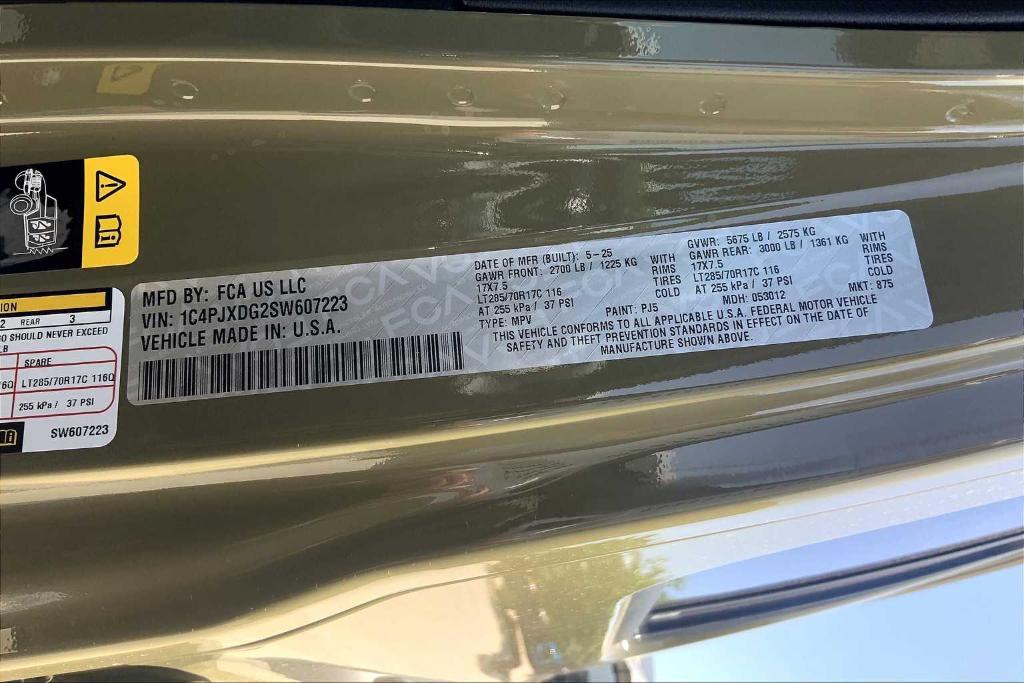 MFD BY: FCA US LLC
VIN: 1C4PJXDG2SW607223
VEHICLE MADE IN: U.S.A.
DATE OF MFR (BUILT): 5-25
GAWR FRONT: 2700 LB / 1225 KG WITH
17X7.5 RIMS
LT285/70R17C 116 TIRES
AT 255 kPa / 37 PSI COLD
TYPE: MPV PAINT: PJ5
GVWR: 5675 LB / 2575 KG
GAWR REAR: 3000 LB / 1361 KG WITH
17X7.5 RIMS
LT285/70R17C 116 TIRES
AT 255 kPa / 37 PSI COLD
MDH: 053012 MKT: 875
THIS VEHICLE CONFORMS TO ALL APPLICABLE U.S.A. FEDERAL MOTOR VEHICLE
SAFETY AND THEFT PREVENTION STANDARDS IN EFFECT ON THE DATE OF
MANUFACTURE SHOWN ABOVE.
2 REAR 3
SHOULD NEVER EXCEED
LB
SPARE
LT285/70R17C 116Q
255 kPa / 37 PSI
SW607223